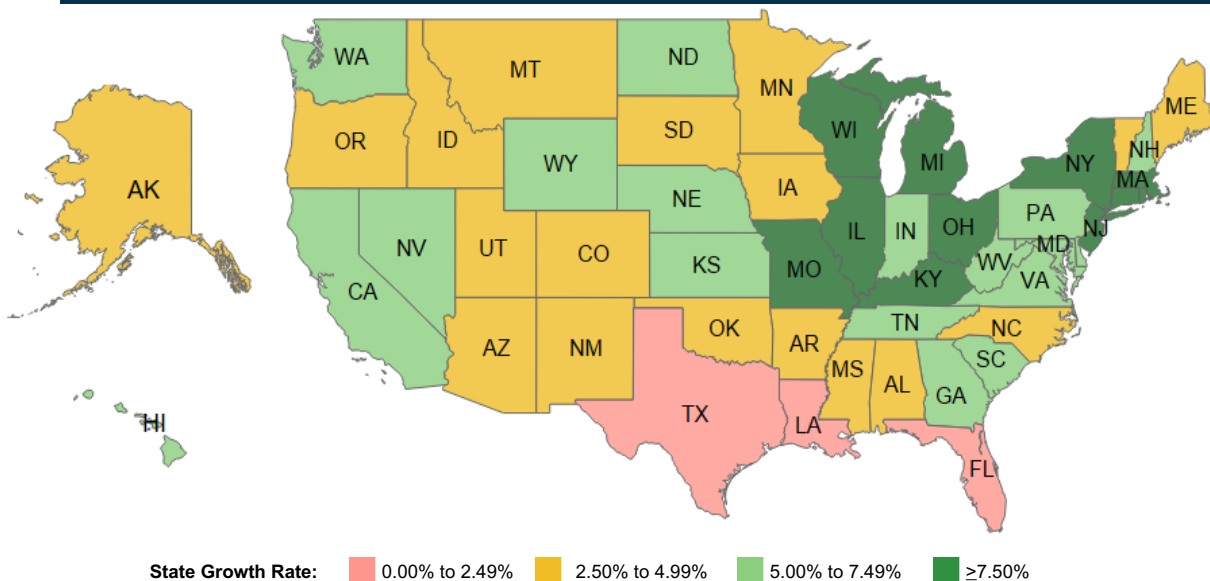 WA
MT
ND
MN
ME
OR
ID
SD
WI
NH
AK
WY
MI
NY
MA
IA
NE
PA
NV
UT
CO
IL
IN
OH
NJ
MD
KS
MO
WV
CA
KY
VA
TN
OK
NC
AZ
NM
AR
MS
AL
SC
GA
TX
LA
HI
FL
State Growth Rate: 0.00% to 2.49% 2.50% to 4.99% 5.00% to 7.49% ≥7.50%